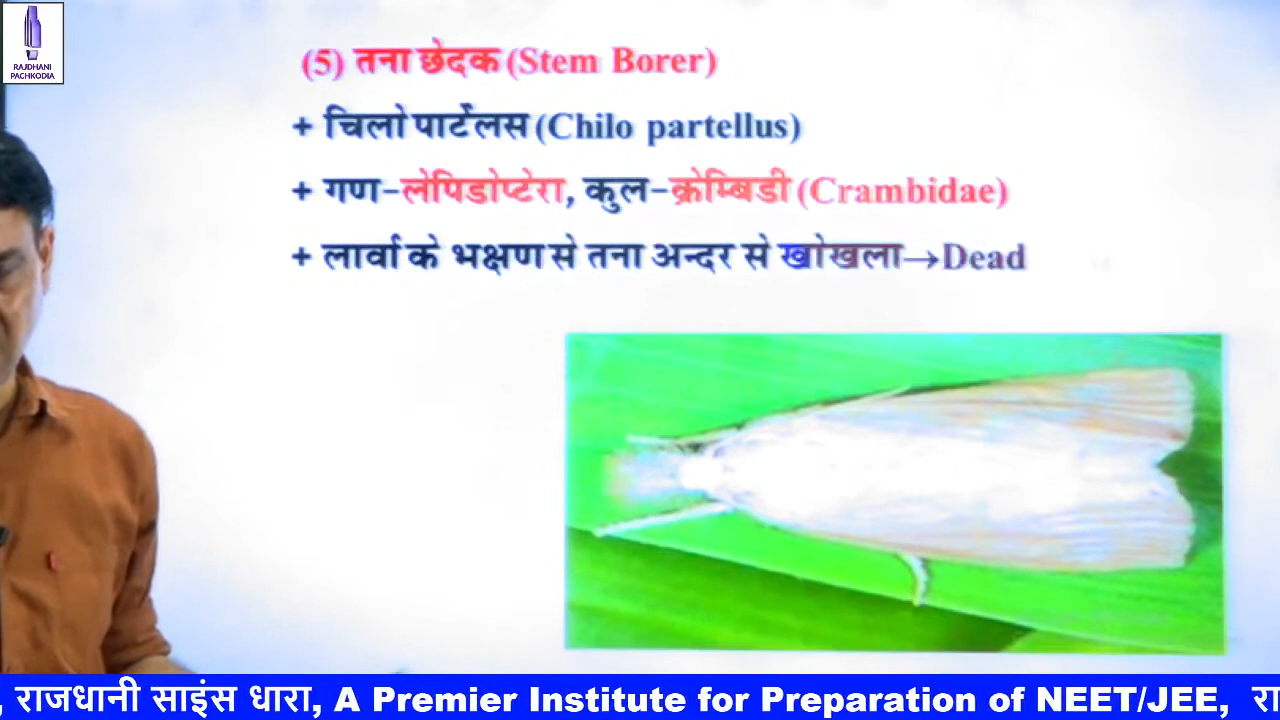 RAJDHANI
PACHKODIA
(5) तना छेदक (Stem Borer)
+ चिलो पार्टेलस (Chilo partellus)
+ गण-लेपिडोप्टेरा, कुल-क्रेम्बिडी (Crambidae)
+ लार्वा के भक्षण से तना अन्दर से खोखला→Dead
, राजधानी साइंस धारा, A Premier Institute for Preparation of NEET/JEE, रा